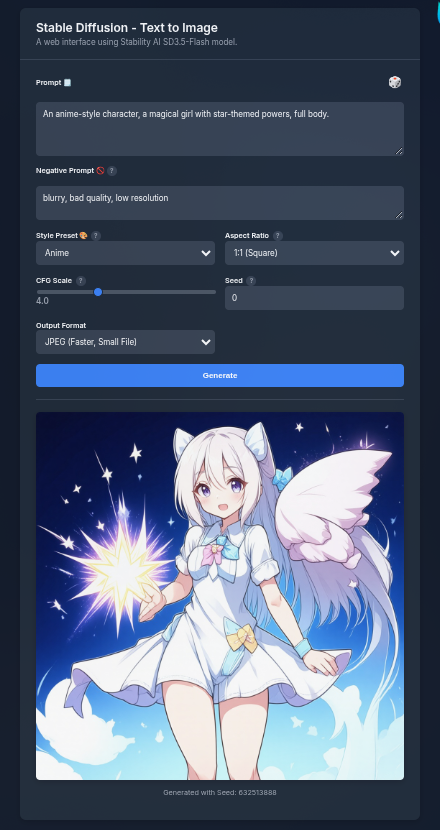 Stable Diffusion - Text to Image
A web interface using Stability AI SD3.5-Flash model.
Prompt
An anime-style character, a magical girl with star-themed powers, full body.
Negative Prompt ?
blurry, bad quality, low resolution
Style Preset ? Aspect Ratio ?
Anime 1:1 (Square)
CFG Scale ? Seed ?
4.0 0
Output Format
JPEG (Faster, Small File)
Generate
Generated with Seed: 632513888